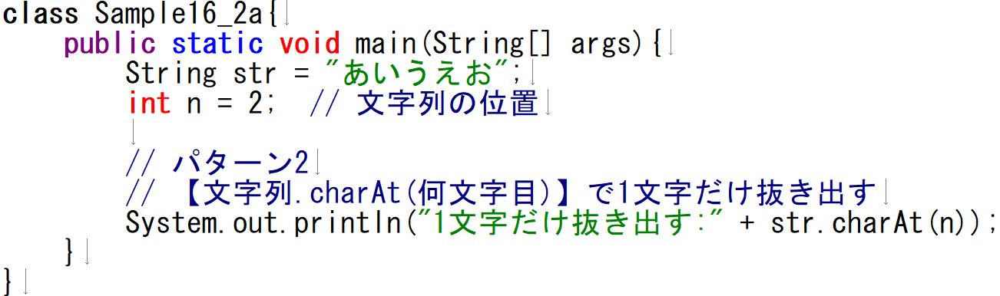 class Sample16_2a{
    public static void main(String[] args){
        String str = "あいうえお";
        int n = 2;  // 文字列の位置
        
        // パターン2
        // 【文字列.charAt(何文字目)】で1文字だけ抜き出す
        System.out.println("1文字だけ抜き出す:" + str.charAt(n));
    }
}